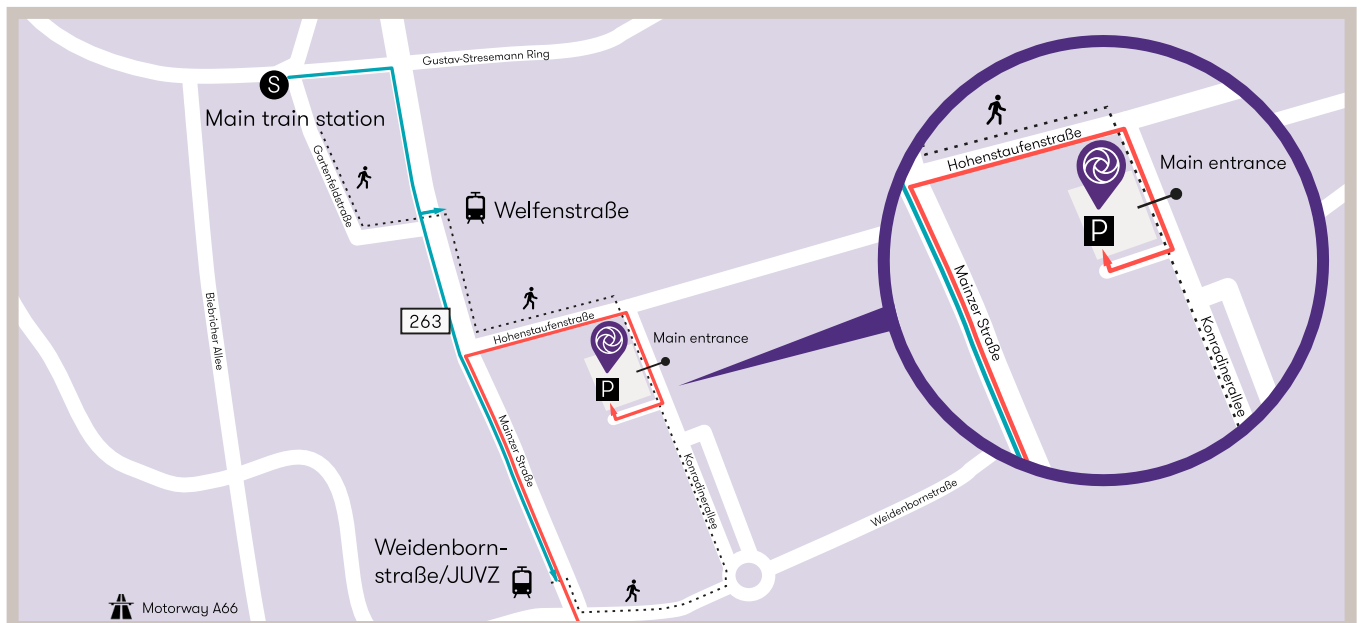 Gustav-Stresemann Ring
S
Main train station
Gartenfeldstraße
Welfenstraße
Biebricher Allee
263
Hohenstaufenstraße
Main entrance
P
Mainzer Straße
Konradinerallee
Weidenbornstraße
Weidenborn-
straße/JUVZ
Motorway A66
Hohenstaufenstraße
Main entrance
P
Mainzer Straße
Konradinerallee